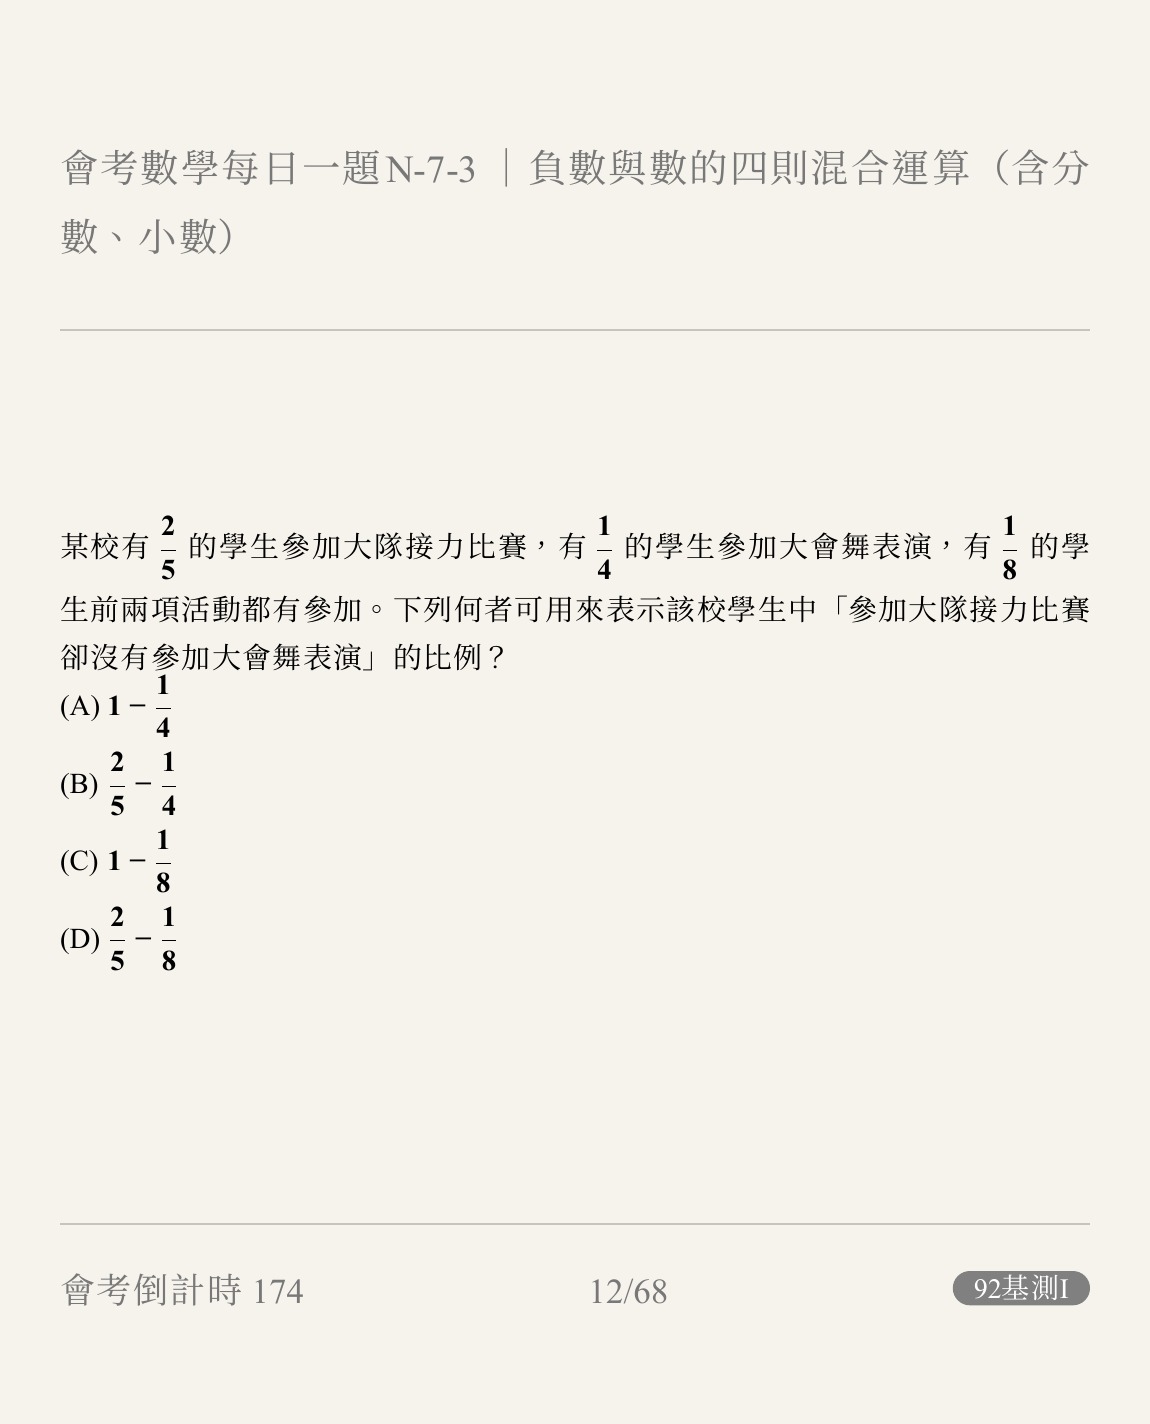 會考數學每日一題N-7-3 ｜負數與數的四則混合運算（含分
數、小數）
某校有 2/5 的學生參加大隊接力比賽，有 1/4 的學生參加大會舞表演，有 1/8 的學
生前兩項活動都有參加。下列何者可用來表示該校學生中「參加大隊接力比賽
卻沒有參加大會舞表演」的比例？
(A) 1 − 1/4
(B) 2/5 − 1/4
(C) 1 − 1/8
(D) 2/5 − 1/8
會考倒計時 174 12/68 92基測I